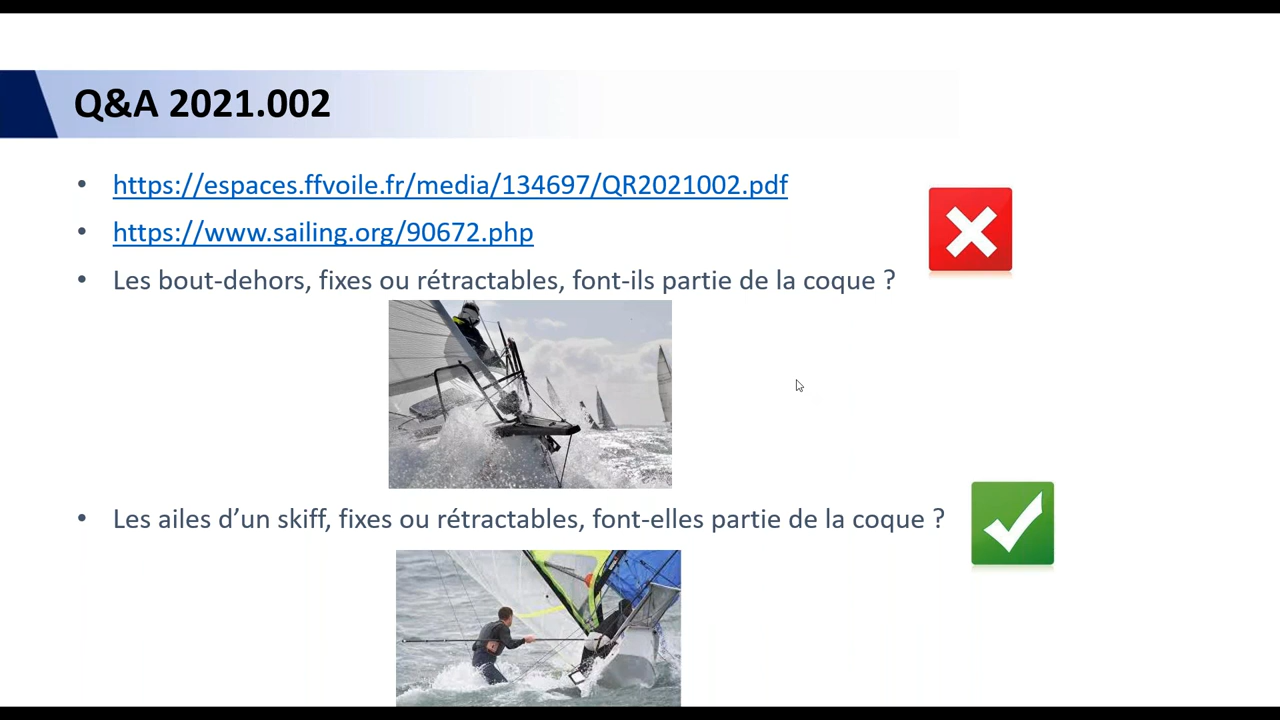 Q&A 2021.002
• https://espaces.ffvoile.fr/media/134697/QR2021002.pdf
• https://www.sailing.org/90672.php
• Les bout-dehors, fixes ou rétractables, font-ils partie de la coque ?
• Les ailes d’un skiff, fixes ou rétractables, font-elles partie de la coque ?